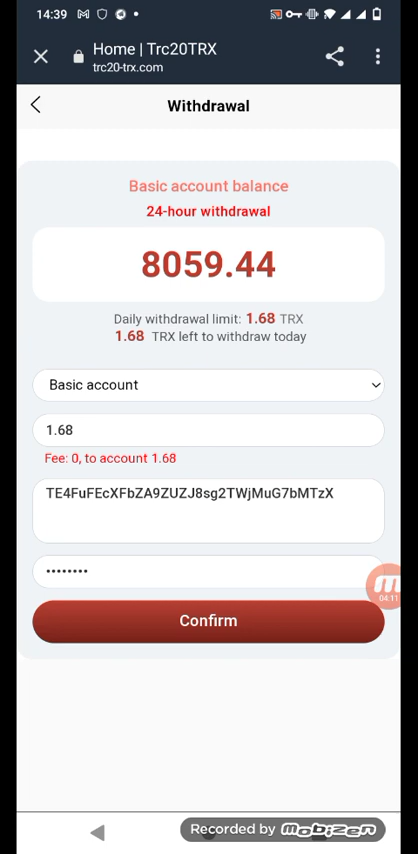 14:39
Home | Trc20TRX
trc20-trx.com
Withdrawal
Basic account balance
24-hour withdrawal
8059.44
Daily withdrawal limit: 1.68 TRX
1.68 TRX left to withdraw today
Basic account
1.68
Fee: 0, to account 1.68
TE4FuFEcXFbZA9ZUZJ8sg2TWjMuG7bMTzX
••••••••
04:11
Confirm
Recorded by mobizen